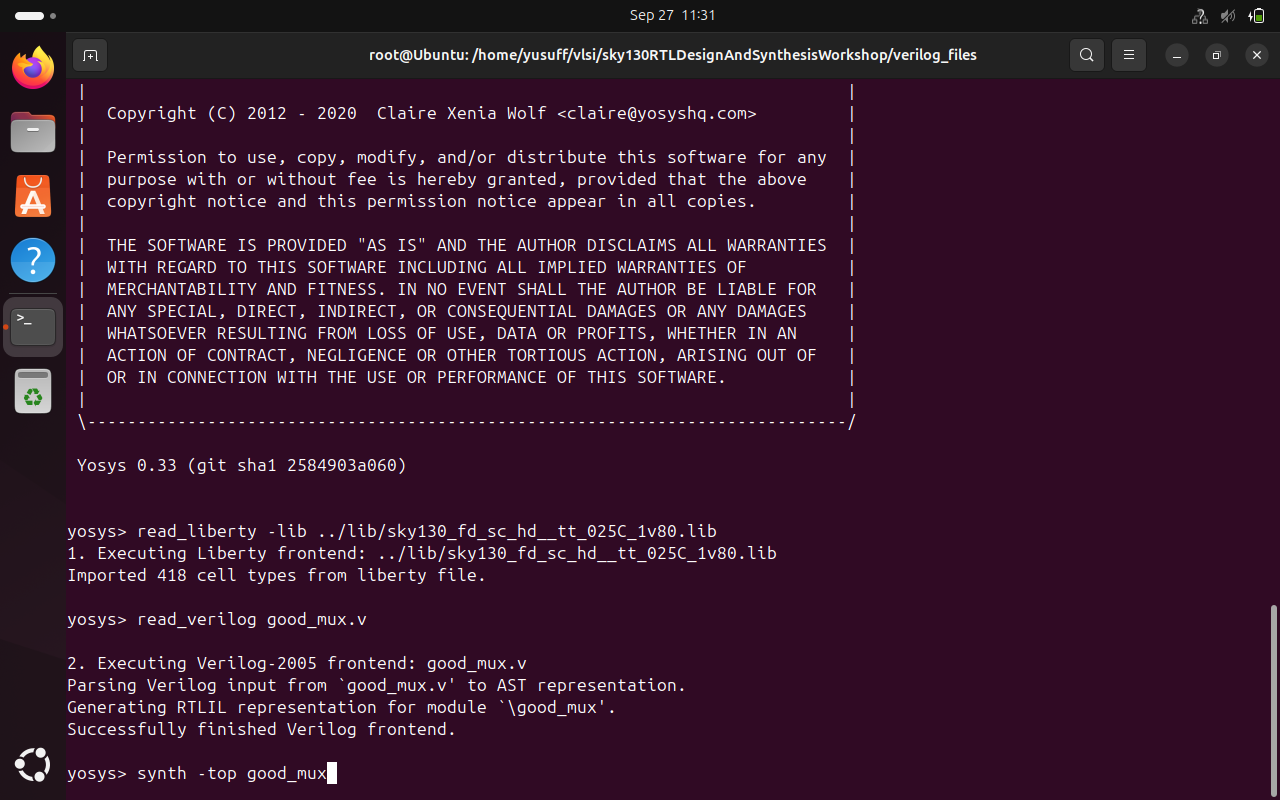 Sep 27 11:31
root@Ubuntu: /home/yusuff/vlsi/sky130RTLDesignAndSynthesisWorkshop/verilog_files
|                                                                            |
|  Copyright (C) 2012 - 2020  Claire Xenia Wolf <claire@yosyshq.com>         |
|                                                                            |
|  Permission to use, copy, modify, and/or distribute this software for any  |
|  purpose with or without fee is hereby granted, provided that the above    |
|  copyright notice and this permission notice appear in all copies.         |
|                                                                            |
|  THE SOFTWARE IS PROVIDED "AS IS" AND THE AUTHOR DISCLAIMS ALL WARRANTIES  |
|  WITH REGARD TO THIS SOFTWARE INCLUDING ALL IMPLIED WARRANTIES OF          |
|  MERCHANTABILITY AND FITNESS. IN NO EVENT SHALL THE AUTHOR BE LIABLE FOR   |
|  ANY SPECIAL, DIRECT, INDIRECT, OR CONSEQUENTIAL DAMAGES OR ANY DAMAGES    |
|  WHATSOEVER RESULTING FROM LOSS OF USE, DATA OR PROFITS, WHETHER IN AN     |
|  ACTION OF CONTRACT, NEGLIGENCE OR OTHER TORTIOUS ACTION, ARISING OUT OF   |
|  OR IN CONNECTION WITH THE USE OR PERFORMANCE OF THIS SOFTWARE.            |
|                                                                            |
\----------------------------------------------------------------------------/
Yosys 0.33 (git sha1 2584903a060)
yosys> read_liberty -lib ../lib/sky130_fd_sc_hd__tt_025C_1v80.lib
1. Executing Liberty frontend: ../lib/sky130_fd_sc_hd__tt_025C_1v80.lib
Imported 418 cell types from liberty file.
yosys> read_verilog good_mux.v
2. Executing Verilog-2005 frontend: good_mux.v
Parsing Verilog input from `good_mux.v' to AST representation.
Generating RTLIL representation for module `\good_mux'.
Successfully finished Verilog frontend.
yosys> synth -top good_mux